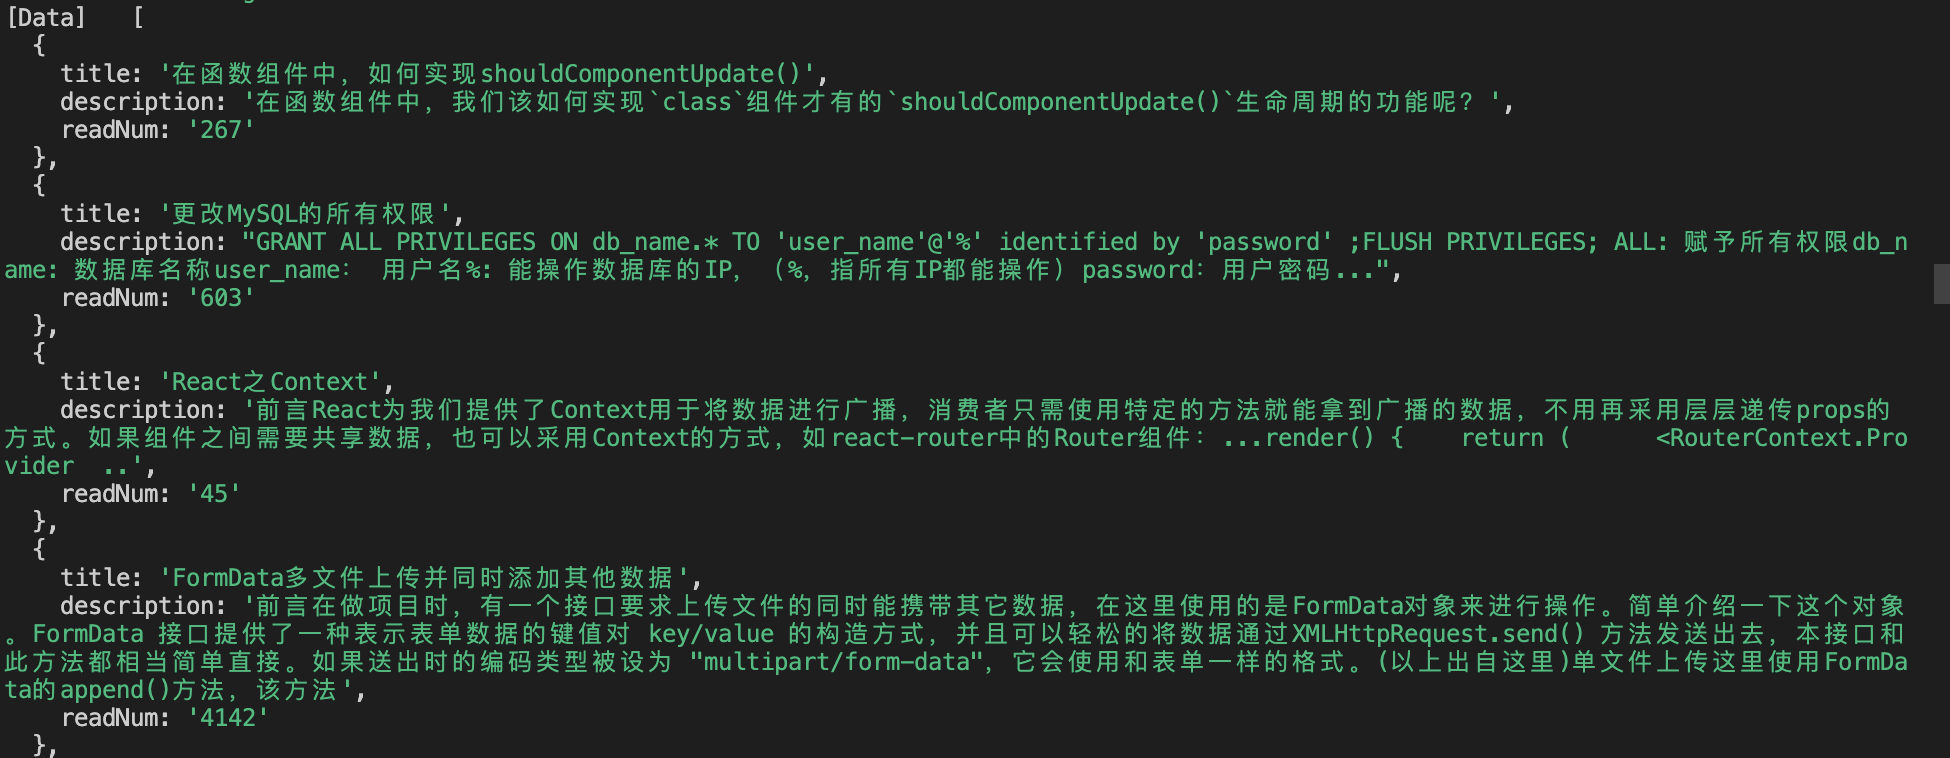 [Data]   [
  {
    title: '在函数组件中，如何实现shouldComponentUpdate()',
    description: '在函数组件中，我们该如何实现`class`组件才有的`shouldComponentUpdate()`生命周期的功能呢？',
    readNum: '267'
  },
  {
    title: '更改MySQL的所有权限',
    description: "GRANT ALL PRIVILEGES ON db_name.* TO 'user_name'@'%' identified by 'password' ;FLUSH PRIVILEGES; ALL: 赋予所有权限db_n
ame: 数据库名称user_name： 用户名%: 能操作数据库的IP，（%，指所有IP都能操作）password：用户密码...",
    readNum: '603'
  },
  {
    title: 'React之Context',
    description: '前言React为我们提供了Context用于将数据进行广播，消费者只需使用特定的方法就能拿到广播的数据，不用再采用层层递传props的
方式。如果组件之间需要共享数据，也可以采用Context的方式，如react-router中的Router组件：...render() {    return (      <RouterContext.Pro
vider  ..',
    readNum: '45'
  },
  {
    title: 'FormData多文件上传并同时添加其他数据',
    description: '前言在做项目时，有一个接口要求上传文件的同时能携带其它数据，在这里使用的是FormData对象来进行操作。简单介绍一下这个对象
。FormData 接口提供了一种表示表单数据的键值对 key/value 的构造方式，并且可以轻松的将数据通过XMLHttpRequest.send() 方法发送出去，本接口和
此方法都相当简单直接。如果送出时的编码类型被设为 "multipart/form-data"，它会使用和表单一样的格式。(以上出自这里)单文件上传这里使用FormDa
ta的append()方法，该方法',
    readNum: '4142'
  },